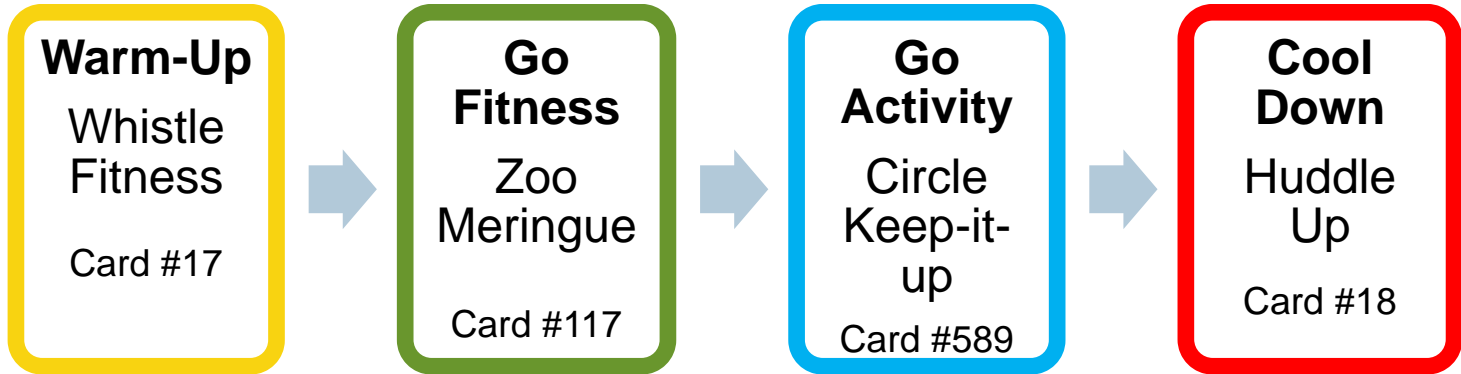 Warm-Up
Whistle
Fitness
Card #17
Go
Fitness
Zoo
Meringue
Card #117
Go
Activity
Circle
Keep-it-
up
Card #589
Cool
Down
Huddle
Up
Card #18